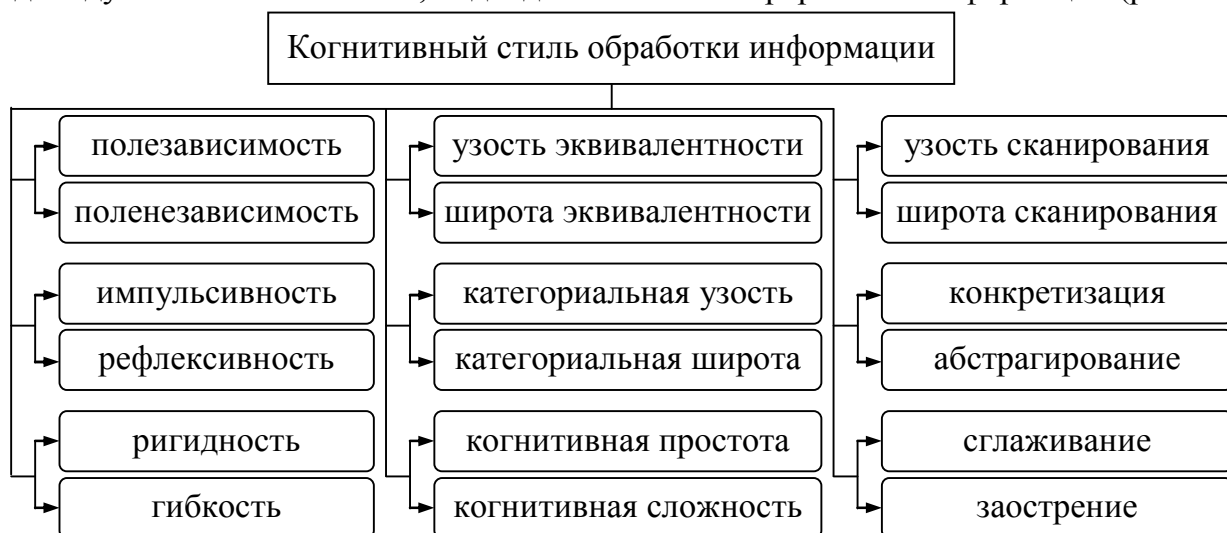 Когнитивный стиль обработки информации
полезависимость
поленезависимость
импульсивность
рефлексивность
ригидность
гибкость
узость эквивалентности
широта эквивалентности
категориальная узость
категориальная широта
когнитивная простота
когнитивная сложность
узость сканирования
широта сканирования
конкретизация
абстрагирование
сглаживание
заострение